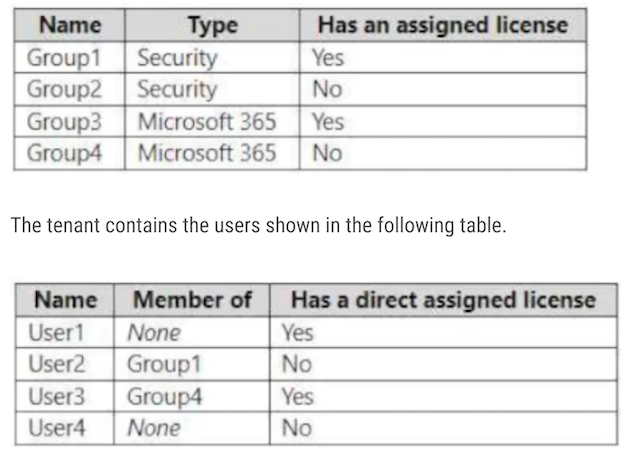 Name Type Has an assigned license
Group1 Security Yes
Group2 Security No
Group3 Microsoft 365 Yes
Group4 Microsoft 365 No
The tenant contains the users shown in the following table.
Name Member of Has a direct assigned license
User1 None Yes
User2 Group1 No
User3 Group4 Yes
User4 None No